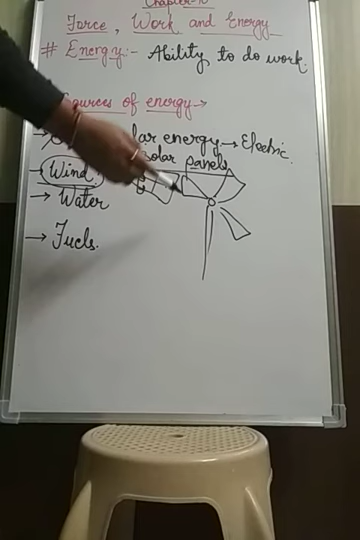 Chapter-10
Force, Work and Energy
# Energy:- Ability to do work.
Sources of energy→
energy → Electric.
solar panels
→ Wind
→ Water
→ Fuels.